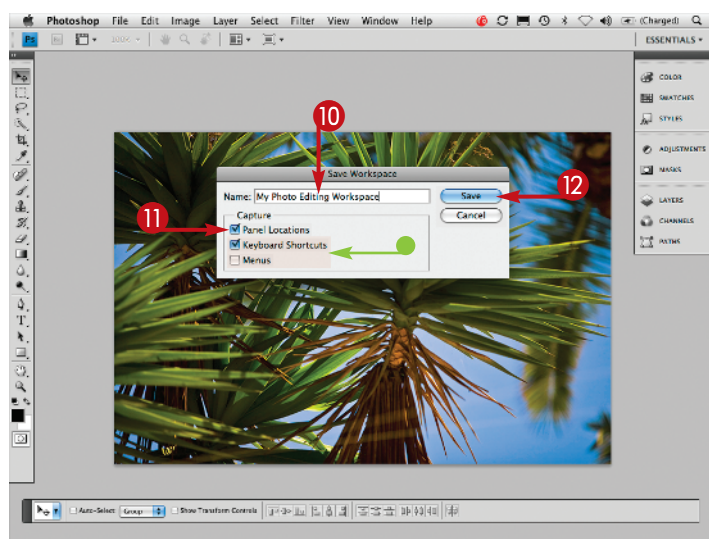 Photoshop File Edit Image Layer Select Filter View Window Help (Charged)
Ps Br 100% ESSENTIALS
COLOR
SWATCHES
STYLES
ADJUSTMENTS
MASKS
LAYERS
CHANNELS
PATHS
10
Save Workspace
Name: My Photo Editing Workspace Save
12
Capture Cancel
11
Panel Locations
Keyboard Shortcuts
Menus
T
Auto-Select Group Show Transform Controls